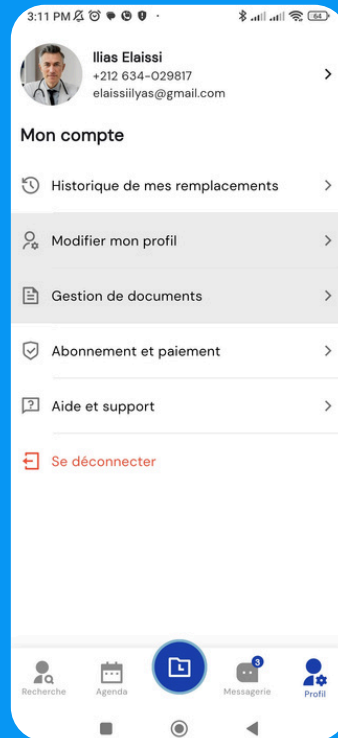 3:11 PM
64
Ilias Elaissi
+212 634-029817
elaissiilyas@gmail.com
Mon compte
Historique de mes remplacements
Modifier mon profil
Gestion de documents
Abonnement et paiement
Aide et support
Se déconnecter
3
Recherche
Agenda
Messagerie
Profil